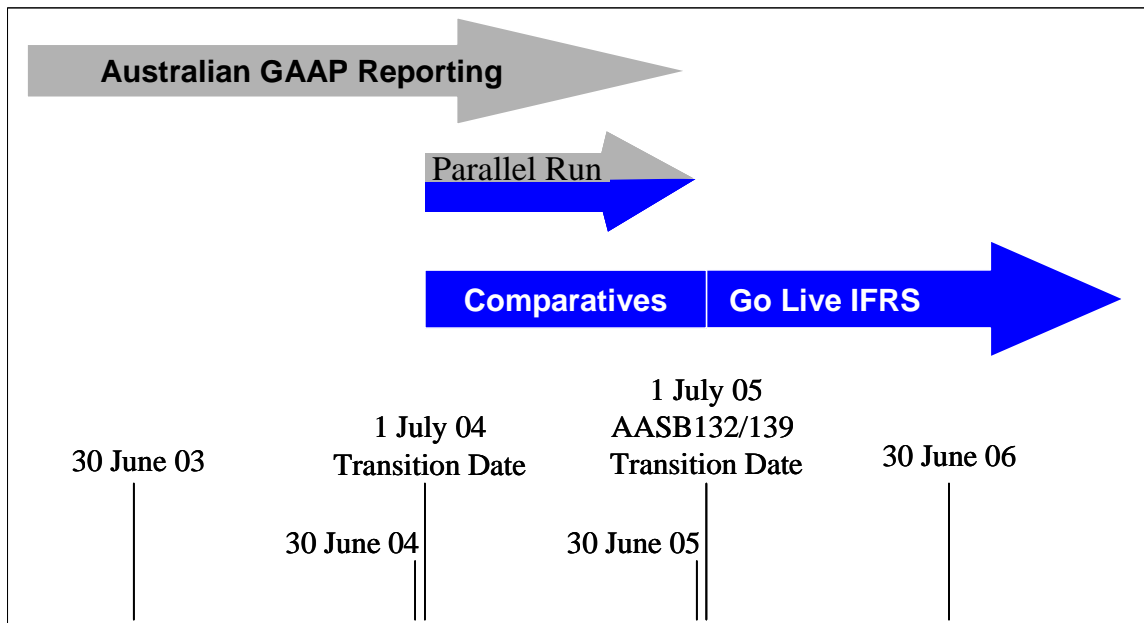 Australian GAAP Reporting
Parallel Run
Comparatives
Go Live IFRS
30 June 03
1 July 04
Transition Date
1 July 05
AASB132/139
Transition Date
30 June 06
30 June 04
30 June 05